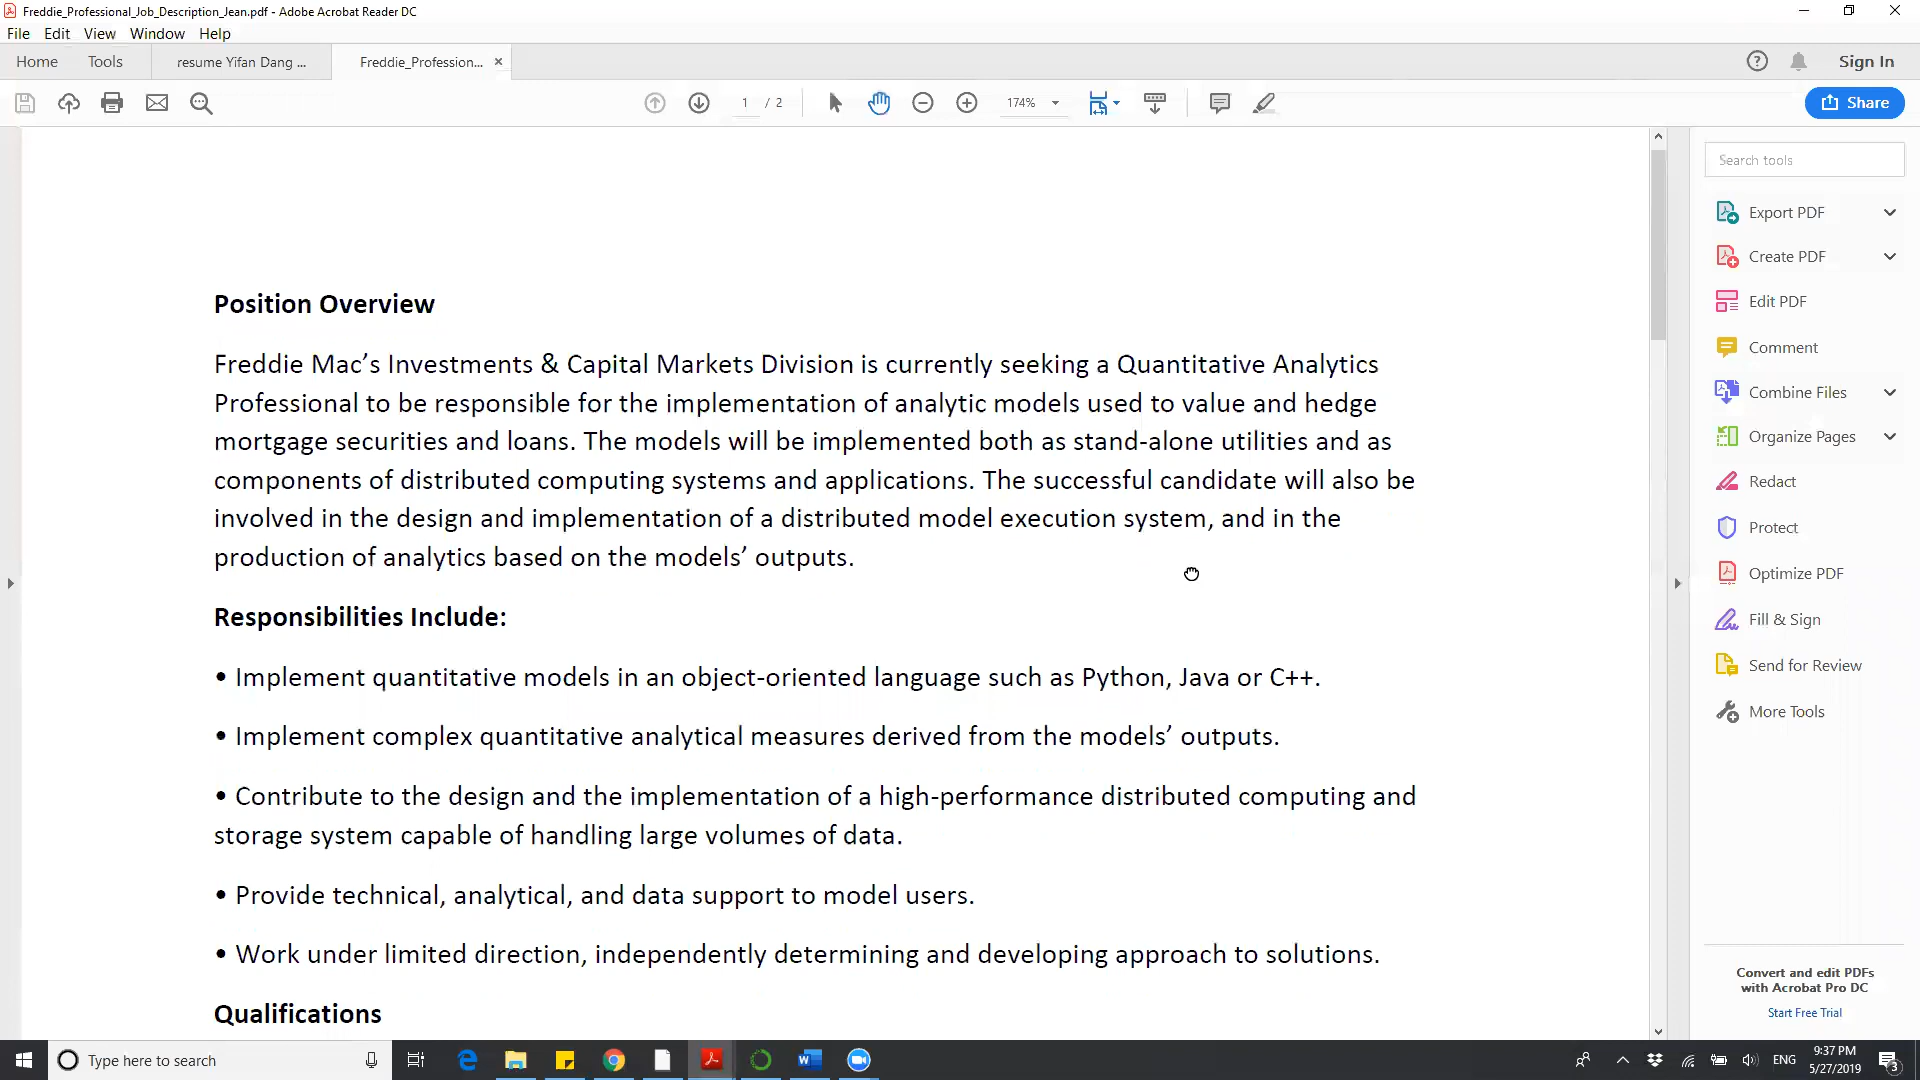 Freddie_Professional_Job_Description_Jean.pdf - Adobe Acrobat Reader DC
File Edit View Window Help
Home Tools resume Yifan Dang ... Freddie_Profession... Sign In
1 / 2 174% Share
Search tools
Export PDF
Create PDF
Edit PDF
Comment
Combine Files
Organize Pages
Redact
Protect
Optimize PDF
Fill & Sign
Send for Review
More Tools
Convert and edit PDFs
with Acrobat Pro DC
Start Free Trial
Position Overview
Freddie Mac’s Investments & Capital Markets Division is currently seeking a Quantitative Analytics
Professional to be responsible for the implementation of analytic models used to value and hedge
mortgage securities and loans. The models will be implemented both as stand-alone utilities and as
components of distributed computing systems and applications. The successful candidate will also be
involved in the design and implementation of a distributed model execution system, and in the
production of analytics based on the models’ outputs.
Responsibilities Include:
• Implement quantitative models in an object-oriented language such as Python, Java or C++.
• Implement complex quantitative analytical measures derived from the models’ outputs.
• Contribute to the design and the implementation of a high-performance distributed computing and
storage system capable of handling large volumes of data.
• Provide technical, analytical, and data support to model users.
• Work under limited direction, independently determining and developing approach to solutions.
Qualifications
Type here to search
ENG
9:37 PM
5/27/2019
3